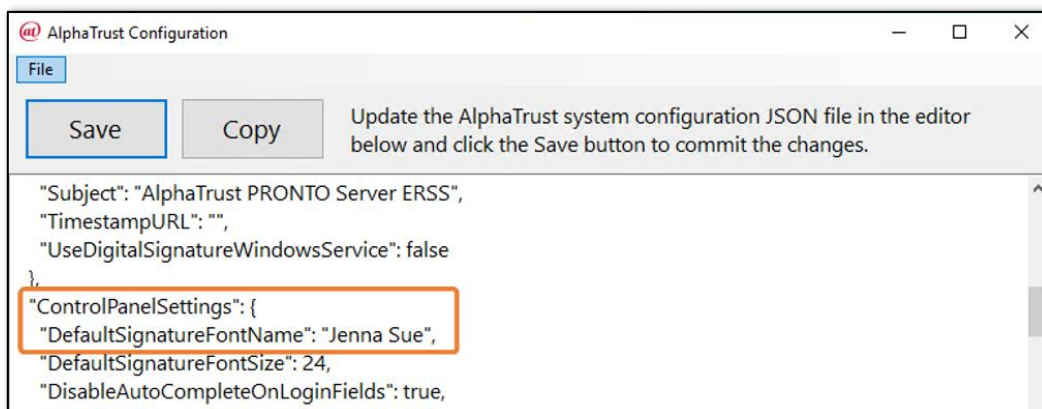 AlphaTrust Configuration
File
Save
Copy
Update the AlphaTrust system configuration JSON file in the editor
below and click the Save button to commit the changes.
"Subject": "AlphaTrust PRONTO Server ERSS",
"TimestampURL": "",
"UseDigitalSignatureWindowsService": false
},
"ControlPanelSettings": {
"DefaultSignatureFontName": "Jenna Sue",
"DefaultSignatureFontSize": 24,
"DisableAutoCompleteOnLoginFields": true,